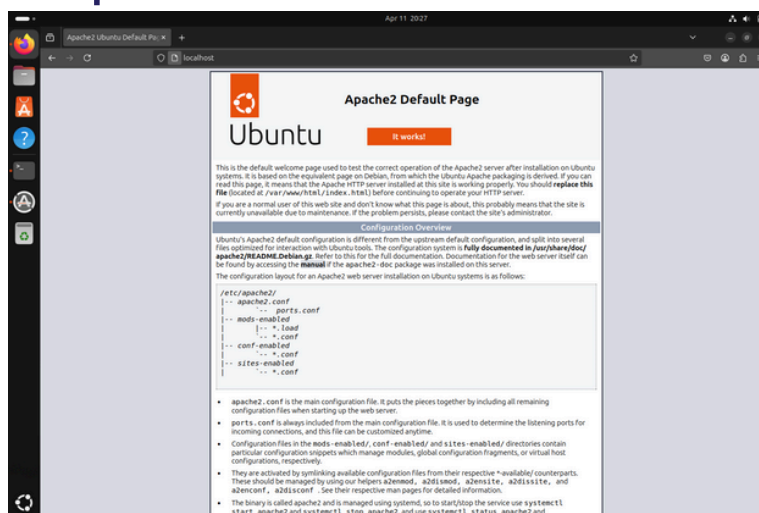 Apr 11 20:27
Apache2 Ubuntu Default Pa
localhost
Apache2 Default Page
Ubuntu
It works!
This is the default welcome page used to test the correct operation of the Apache2 server after installation on Ubuntu
systems. It is based on the equivalent page on Debian, from which the Ubuntu Apache packaging is derived. If you can
read this page, it means that the Apache HTTP server installed at this site is working properly. You should replace this
file (located at /var/www/html/index.html) before continuing to operate your HTTP server.
If you are a normal user of this web site and don't know what this page is about, this probably means that the site is
currently unavailable due to maintenance. If the problem persists, please contact the site's administrator.
Configuration Overview
Ubuntu's Apache2 default configuration is different from the upstream default configuration, and split into several
files optimized for interaction with Ubuntu tools. The configuration system is fully documented in /usr/share/doc/
apache2/README.Debian.gz. Refer to this for the full documentation. Documentation for the web server itself can
be found by accessing the manual if the apache2-doc package was installed on this server.
The configuration layout for an Apache2 web server installation on Ubuntu systems is as follows:
/etc/apache2/
|-- apache2.conf
|       `--  ports.conf
|-- mods-enabled
|       |-- *.load
|       `-- *.conf
|-- conf-enabled
|       `-- *.conf
|-- sites-enabled
|       `-- *.conf
• apache2.conf is the main configuration file. It puts the pieces together by including all remaining
configuration files when starting up the web server.
• ports.conf is always included from the main configuration file. It is used to determine the listening ports for
incoming connections, and this file can be customized anytime.
• Configuration files in the mods-enabled/, conf-enabled/ and sites-enabled/ directories contain
particular configuration snippets which manage modules, global configuration fragments, or virtual host
configurations, respectively.
• They are activated by symlinking available configuration files from their respective *-available/ counterparts.
These should be managed by using our helpers a2enmod, a2dismod, a2ensite, a2dissite, and
a2enconf, a2disconf . See their respective man pages for detailed information.
• The binary is called apache2 and is managed using systemd, so to start/stop the service use systemctl
start apache2 and systemctl stop apache2 and use systemctl status apache2 and